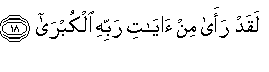 لَقَدْ رَأَىٰ مِنْ ءَايَـٰتِ رَبِّهِ ٱلْكُبْرَىٰٓ ١٨